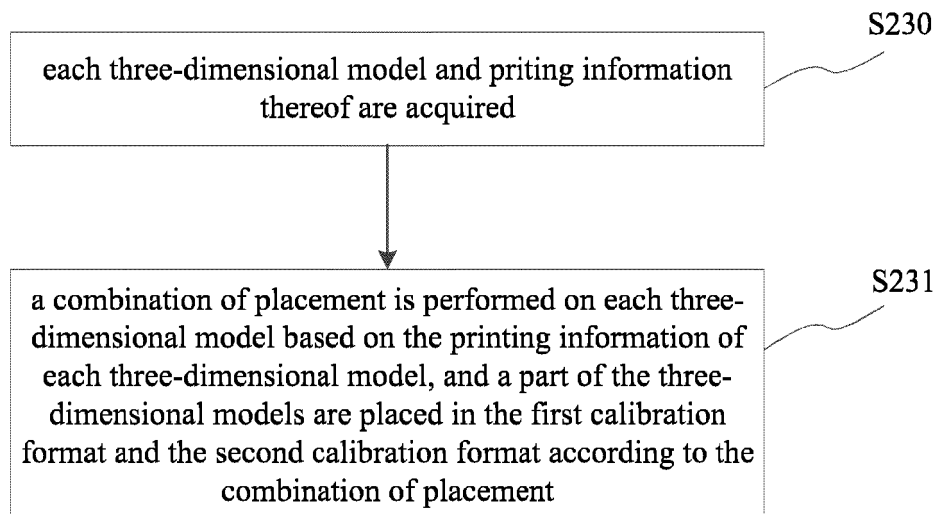 S230
each three-dimensional model and priting information
thereof are acquired
S231
a combination of placement is performed on each three-
dimensional model based on the printing information of
each three-dimensional model, and a part of the three-
dimensional models are placed in the first calibration
format and the second calibration format according to the
combination of placement